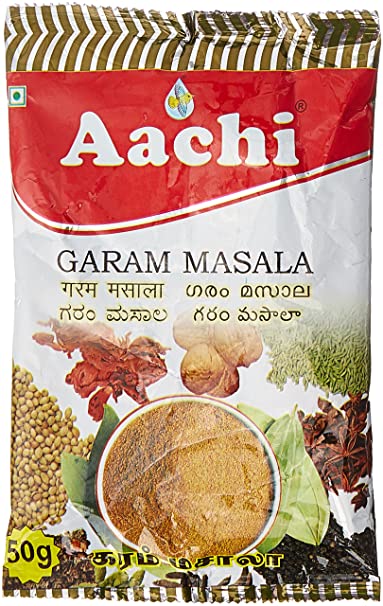 Aachi®
GARAM MASALA
गरम मसाला ഗരം മസാല
ಗರಂ ಮಸಾಲ గరం మసాలా
50g
கரம் மசாலா